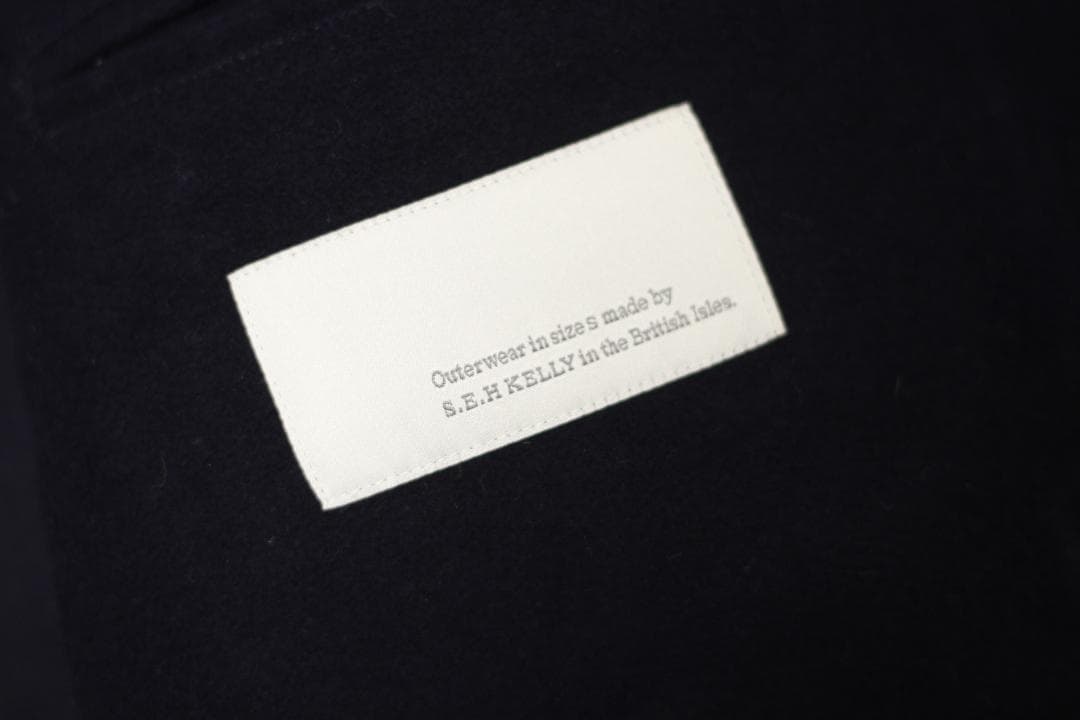 Outerwear in size s made by
S.E.H KELLY in the British Isles.